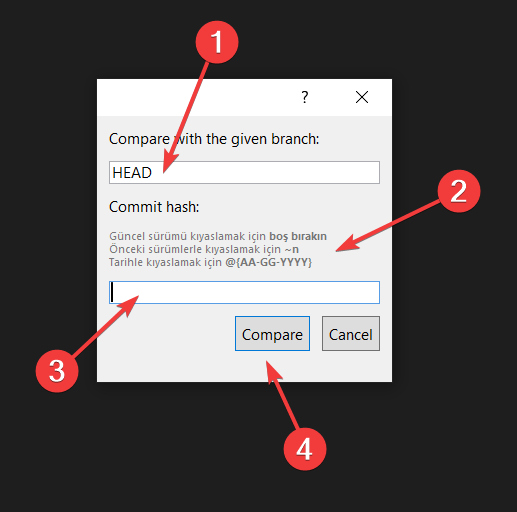 1
?
Compare with the given branch:
HEAD
Commit hash:
2
Güncel sürümü kıyaslamak için boş bırakın
Önceki sürümlerle kıyaslamak için ~n
Tarihle kıyaslamak için @{AA-GG-YYYY}
3
Compare Cancel
4